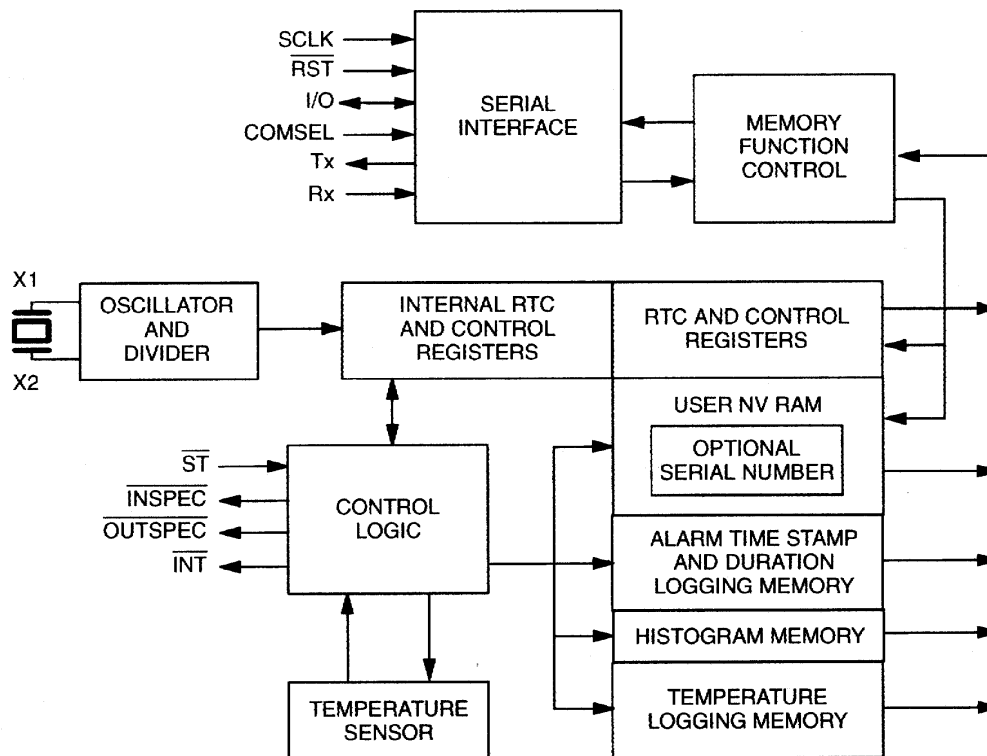 SCLK
RST
I/O
COMSEL
Tx
Rx
SERIAL
INTERFACE
MEMORY
FUNCTION
CONTROL
X1
X2
OSCILLATOR
AND
DIVIDER
INTERNAL RTC
AND CONTROL
REGISTERS
RTC AND CONTROL
REGISTERS
USER NV RAM
OPTIONAL
SERIAL NUMBER
ST
INSPEC
OUTSPEC
INT
CONTROL
LOGIC
ALARM TIME STAMP
AND DURATION
LOGGING MEMORY
HISTOGRAM MEMORY
TEMPERATURE
SENSOR
TEMPERATURE
LOGGING MEMORY